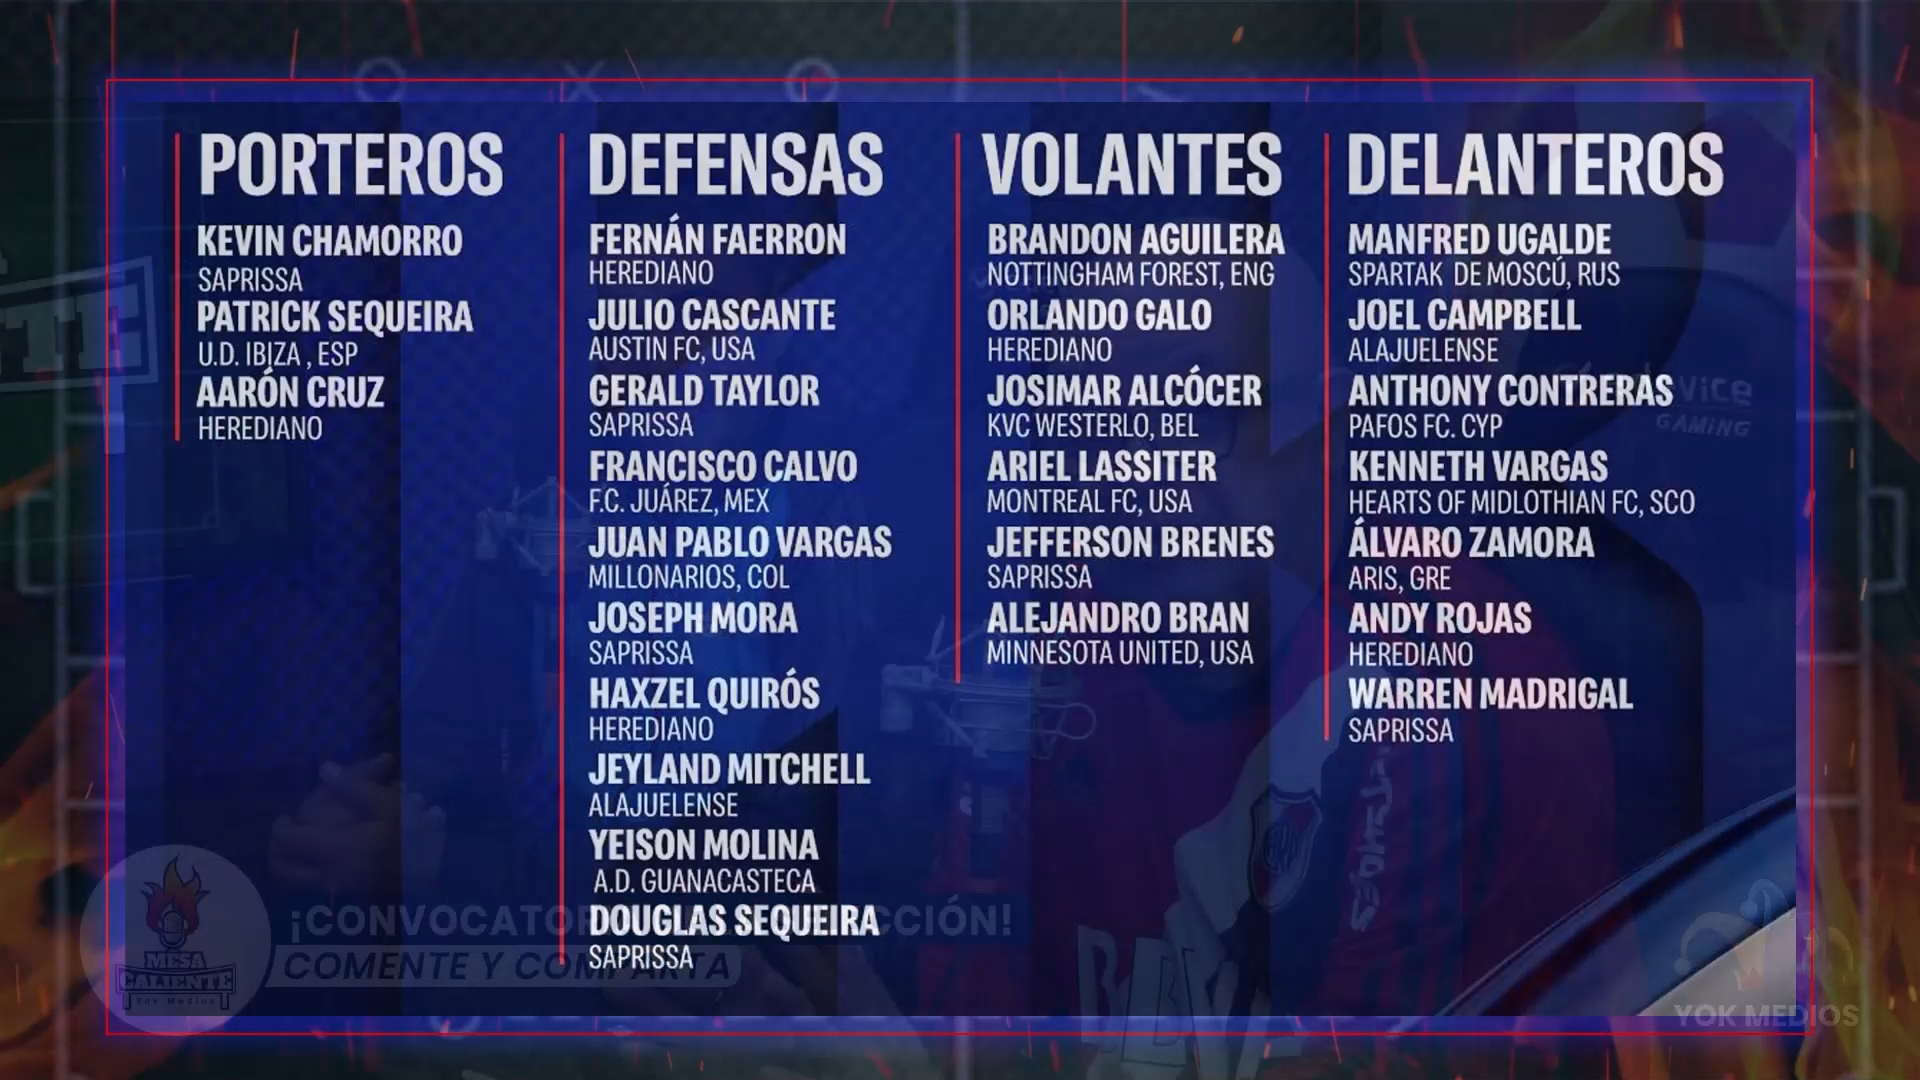 PORTEROS
KEVIN CHAMORRO
SAPRISSA
PATRICK SEQUEIRA
U.D. IBIZA , ESP
AARÓN CRUZ
HEREDIANO
DEFENSAS
FERNÁN FAERRON
HEREDIANO
JULIO CASCANTE
AUSTIN FC, USA
GERALD TAYLOR
SAPRISSA
FRANCISCO CALVO
F.C. JUÁREZ, MEX
JUAN PABLO VARGAS
MILLONARIOS, COL
JOSEPH MORA
SAPRISSA
HAXZEL QUIRÓS
HEREDIANO
JEYLAND MITCHELL
ALAJUELENSE
YEISON MOLINA
A.D. GUANACASTECA
DOUGLAS SEQUEIRA
SAPRISSA
VOLANTES
BRANDON AGUILERA
NOTTINGHAM FOREST, ENG
ORLANDO GALO
HEREDIANO
JOSIMAR ALCÓCER
KVC WESTERLO, BEL
ARIEL LASSITER
MONTREAL FC, USA
JEFFERSON BRENES
SAPRISSA
ALEJANDRO BRAN
MINNESOTA UNITED, USA
DELANTEROS
MANFRED UGALDE
SPARTAK DE MOSCÚ, RUS
JOEL CAMPBELL
ALAJUELENSE
ANTHONY CONTRERAS
PAFOS FC. CYP
KENNETH VARGAS
HEARTS OF MIDLOTHIAN FC, SCO
ÁLVARO ZAMORA
ARIS, GRE
ANDY ROJAS
HEREDIANO
WARREN MADRIGAL
SAPRISSA
GAMING
COMENTE Y COMPARTA
MESA
CALIENTE
Yok Medios
YOK MEDIOS